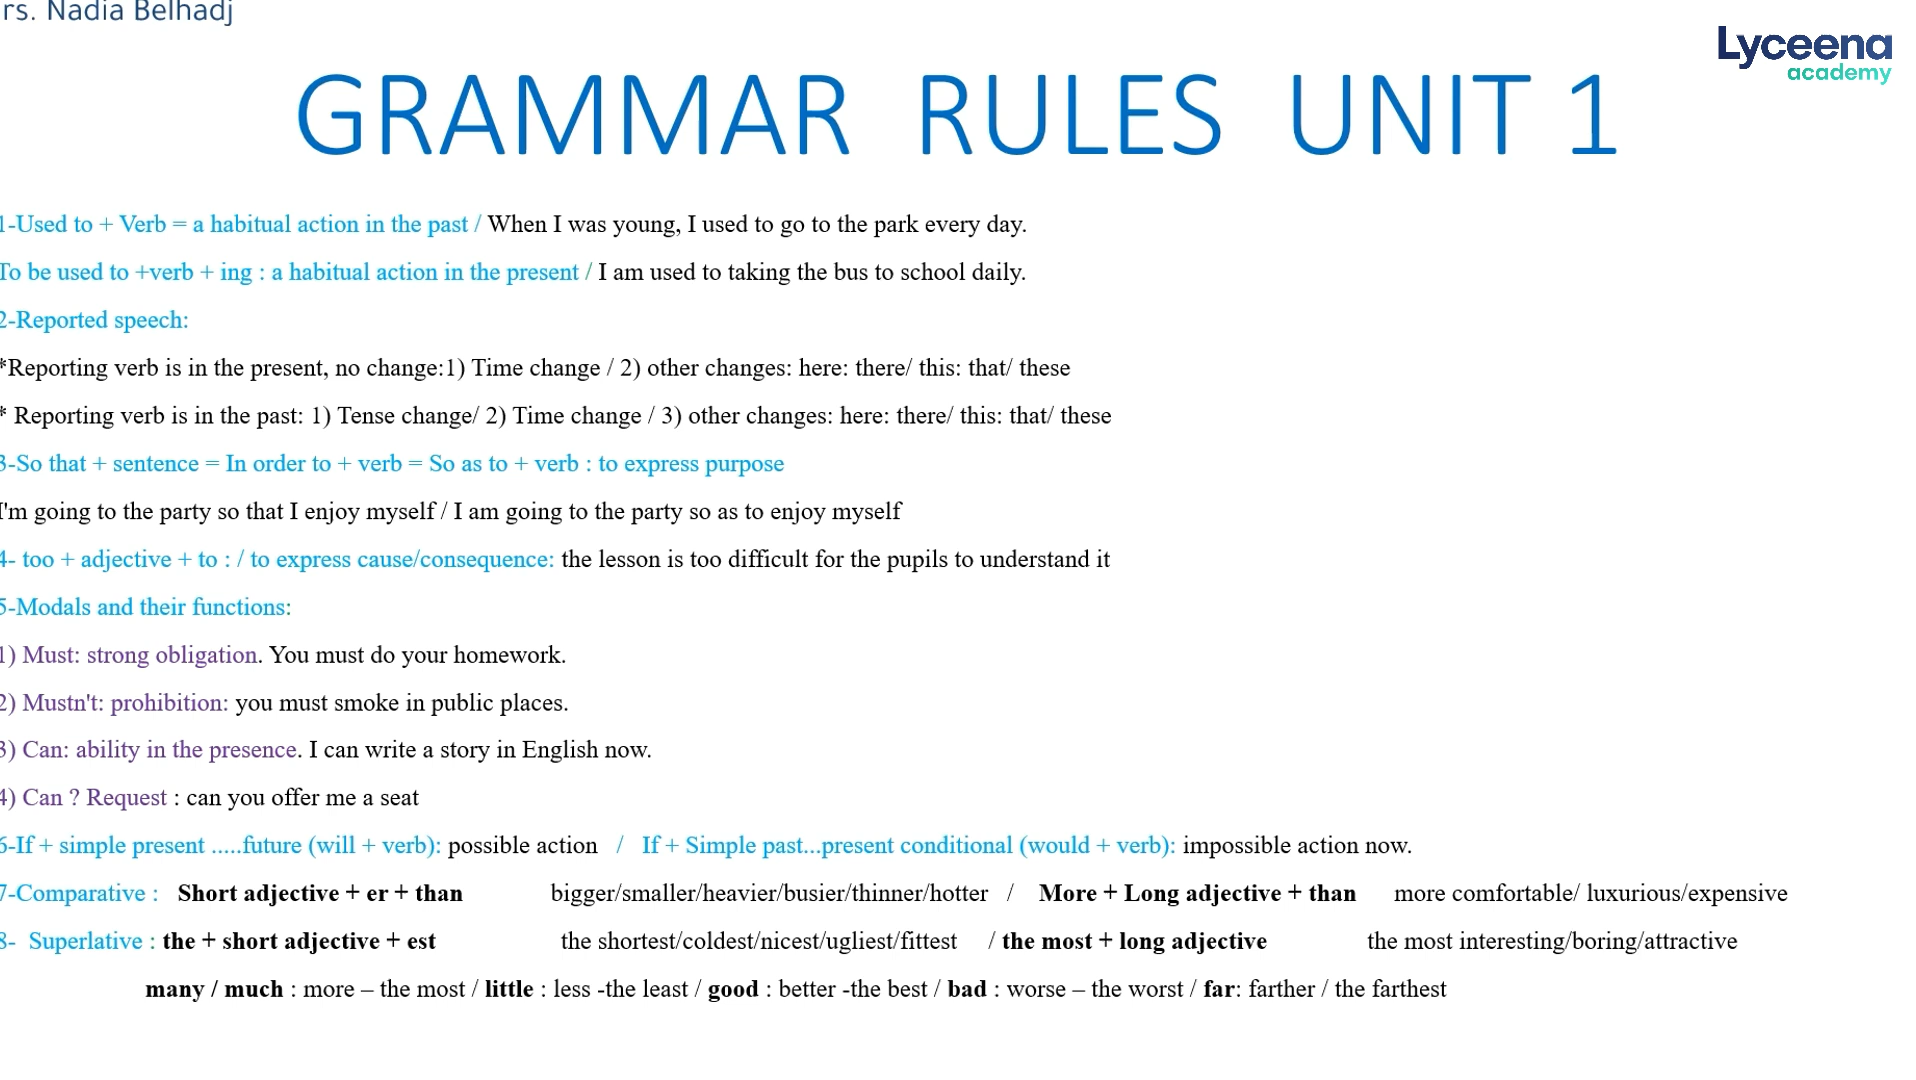 rs. Nadia Belhadj
Lyceena
academy
GRAMMAR RULES UNIT 1
1-Used to + Verb = a habitual action in the past / When I was young, I used to go to the park every day.
To be used to +verb + ing : a habitual action in the present / I am used to taking the bus to school daily.
2-Reported speech:
*Reporting verb is in the present, no change:1) Time change / 2) other changes: here: there/ this: that/ these
* Reporting verb is in the past: 1) Tense change/ 2) Time change / 3) other changes: here: there/ this: that/ these
3-So that + sentence = In order to + verb = So as to + verb : to express purpose
I'm going to the party so that I enjoy myself / I am going to the party so as to enjoy myself
4- too + adjective + to : / to express cause/consequence: the lesson is too difficult for the pupils to understand it
5-Modals and their functions:
1) Must: strong obligation. You must do your homework.
2) Mustn't: prohibition: you must smoke in public places.
3) Can: ability in the presence. I can write a story in English now.
4) Can ? Request : can you offer me a seat
6-If + simple present .....future (will + verb): possible action / If + Simple past...present conditional (would + verb): impossible action now.
7-Comparative : Short adjective + er + than bigger/smaller/heavier/busier/thinner/hotter / More + Long adjective + than more comfortable/ luxurious/expensive
8- Superlative : the + short adjective + est the shortest/coldest/nicest/ugliest/fittest / the most + long adjective the most interesting/boring/attractive
many / much : more – the most / little : less -the least / good : better -the best / bad : worse – the worst / far: farther / the farthest